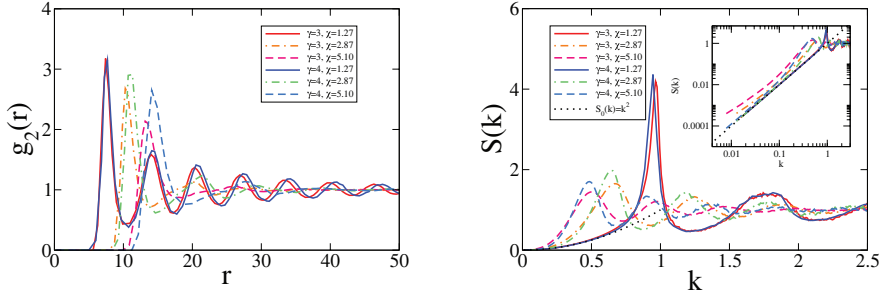 4
3
2
1
0
0
10
20
30
40
50
g₂(r)
r
γ=3, χ=1.27
γ=3, χ=2.87
γ=3, χ=5.10
γ=4, χ=1.27
γ=4, χ=2.87
γ=4, χ=5.10
6
4
2
0
0
0.5
1
1.5
2
2.5
S(k)
k
γ=3, χ=1.27
γ=3, χ=2.87
γ=3, χ=5.10
γ=4, χ=1.27
γ=4, χ=2.87
γ=4, χ=5.10
S₀(k)=k²
1
0.01
0.0001
0.01
0.1
1
S(k)
k